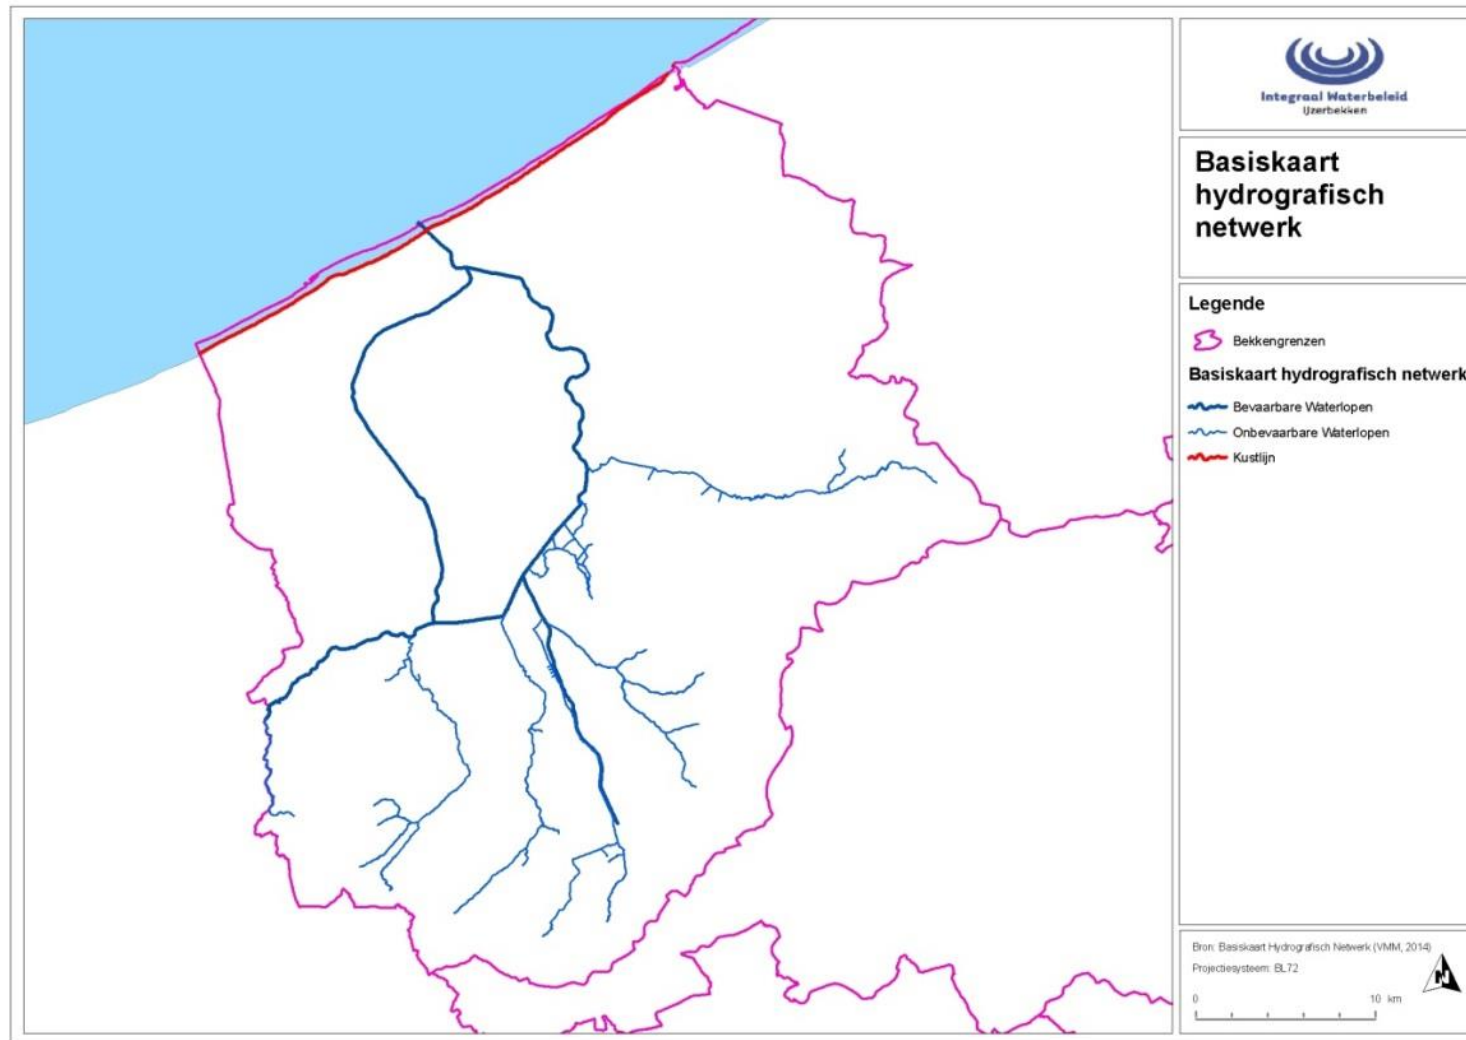 Integraal Waterbeleid
IJzerbekken
Basiskaart
hydrografisch
netwerk
Legende
Bekkengrenzen
Basiskaart hydrografisch netwerk
Bevaarbare Waterlopen
Onbevaarbare Waterlopen
Kustlijn
Bron: Basiskaart Hydrografisch Netwerk (VMM, 2014)
Projectiesysteem: BL72
0 10 km
N